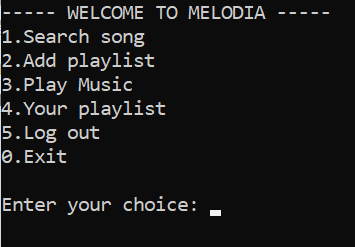 ----- WELCOME TO MELODIA -----
1.Search song
2.Add playlist
3.Play Music
4.Your playlist
5.Log out
0.Exit
Enter your choice: